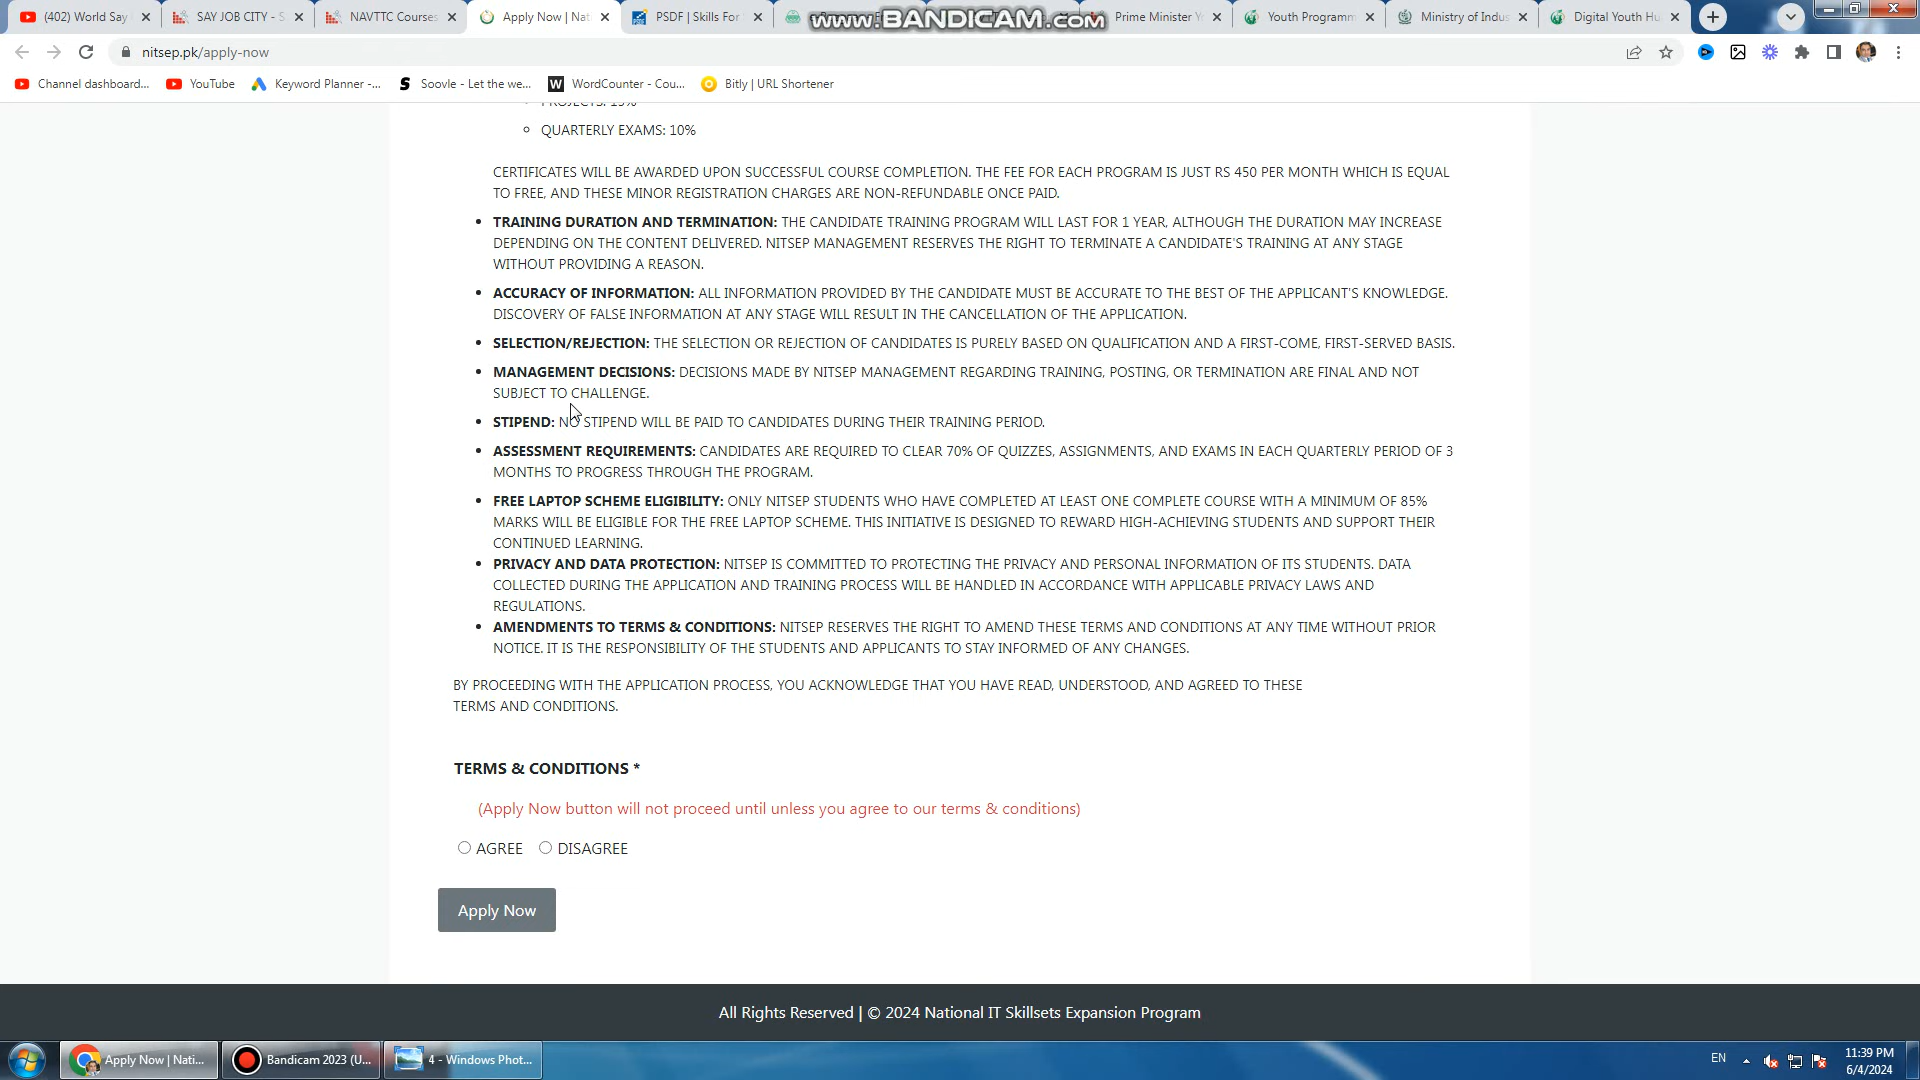 (402) World Say
SAY JOB CITY - S
NAVTTC Courses
Apply Now | Nat
PSDF | Skills For
www.BANDICAM.com
Prime Minister Y
Youth Programm
Ministry of Indus
Digital Youth Hu
nitsep.pk/apply-now
Channel dashboard...
YouTube
Keyword Planner -...
Soovle - Let the we...
WordCounter - Cou...
Bitly | URL Shortener
PROJECTS: 15%
QUARTERLY EXAMS: 10%
CERTIFICATES WILL BE AWARDED UPON SUCCESSFUL COURSE COMPLETION. THE FEE FOR EACH PROGRAM IS JUST RS 450 PER MONTH WHICH IS EQUAL
TO FREE, AND THESE MINOR REGISTRATION CHARGES ARE NON-REFUNDABLE ONCE PAID.
TRAINING DURATION AND TERMINATION: THE CANDIDATE TRAINING PROGRAM WILL LAST FOR 1 YEAR, ALTHOUGH THE DURATION MAY INCREASE
DEPENDING ON THE CONTENT DELIVERED. NITSEP MANAGEMENT RESERVES THE RIGHT TO TERMINATE A CANDIDATE'S TRAINING AT ANY STAGE
WITHOUT PROVIDING A REASON.
ACCURACY OF INFORMATION: ALL INFORMATION PROVIDED BY THE CANDIDATE MUST BE ACCURATE TO THE BEST OF THE APPLICANT'S KNOWLEDGE.
DISCOVERY OF FALSE INFORMATION AT ANY STAGE WILL RESULT IN THE CANCELLATION OF THE APPLICATION.
SELECTION/REJECTION: THE SELECTION OR REJECTION OF CANDIDATES IS PURELY BASED ON QUALIFICATION AND A FIRST-COME, FIRST-SERVED BASIS.
MANAGEMENT DECISIONS: DECISIONS MADE BY NITSEP MANAGEMENT REGARDING TRAINING, POSTING, OR TERMINATION ARE FINAL AND NOT
SUBJECT TO CHALLENGE.
STIPEND: NO STIPEND WILL BE PAID TO CANDIDATES DURING THEIR TRAINING PERIOD.
ASSESSMENT REQUIREMENTS: CANDIDATES ARE REQUIRED TO CLEAR 70% OF QUIZZES, ASSIGNMENTS, AND EXAMS IN EACH QUARTERLY PERIOD OF 3
MONTHS TO PROGRESS THROUGH THE PROGRAM.
FREE LAPTOP SCHEME ELIGIBILITY: ONLY NITSEP STUDENTS WHO HAVE COMPLETED AT LEAST ONE COMPLETE COURSE WITH A MINIMUM OF 85%
MARKS WILL BE ELIGIBLE FOR THE FREE LAPTOP SCHEME. THIS INITIATIVE IS DESIGNED TO REWARD HIGH-ACHIEVING STUDENTS AND SUPPORT THEIR
CONTINUED LEARNING.
PRIVACY AND DATA PROTECTION: NITSEP IS COMMITTED TO PROTECTING THE PRIVACY AND PERSONAL INFORMATION OF ITS STUDENTS. DATA
COLLECTED DURING THE APPLICATION AND TRAINING PROCESS WILL BE HANDLED IN ACCORDANCE WITH APPLICABLE PRIVACY LAWS AND
REGULATIONS.
AMENDMENTS TO TERMS & CONDITIONS: NITSEP RESERVES THE RIGHT TO AMEND THESE TERMS AND CONDITIONS AT ANY TIME WITHOUT PRIOR
NOTICE. IT IS THE RESPONSIBILITY OF THE STUDENTS AND APPLICANTS TO STAY INFORMED OF ANY CHANGES.
BY PROCEEDING WITH THE APPLICATION PROCESS, YOU ACKNOWLEDGE THAT YOU HAVE READ, UNDERSTOOD, AND AGREED TO THESE
TERMS AND CONDITIONS.
TERMS & CONDITIONS *
(Apply Now button will not proceed until unless you agree to our terms & conditions)
AGREE DISAGREE
Apply Now
All Rights Reserved | © 2024 National IT Skillsets Expansion Program
Apply Now | Nati...
Bandicam 2023 (U...
4 - Windows Phot...
EN
11:39 PM
6/4/2024